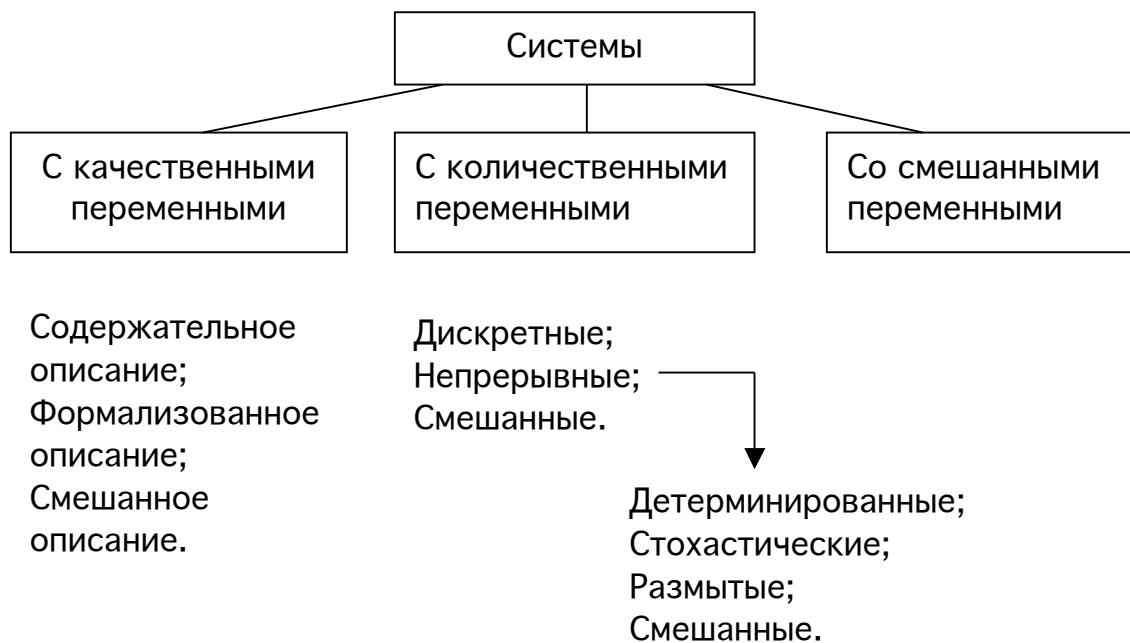 Системы
С качественными
переменными
С количественными
переменными
Со смешанными
переменными
Содержательное
описание;
Формализованное
описание;
Смешанное
описание.
Дискретные;
Непрерывные;
Смешанные.
Детерминированные;
Стохастические;
Размытые;
Смешанные.